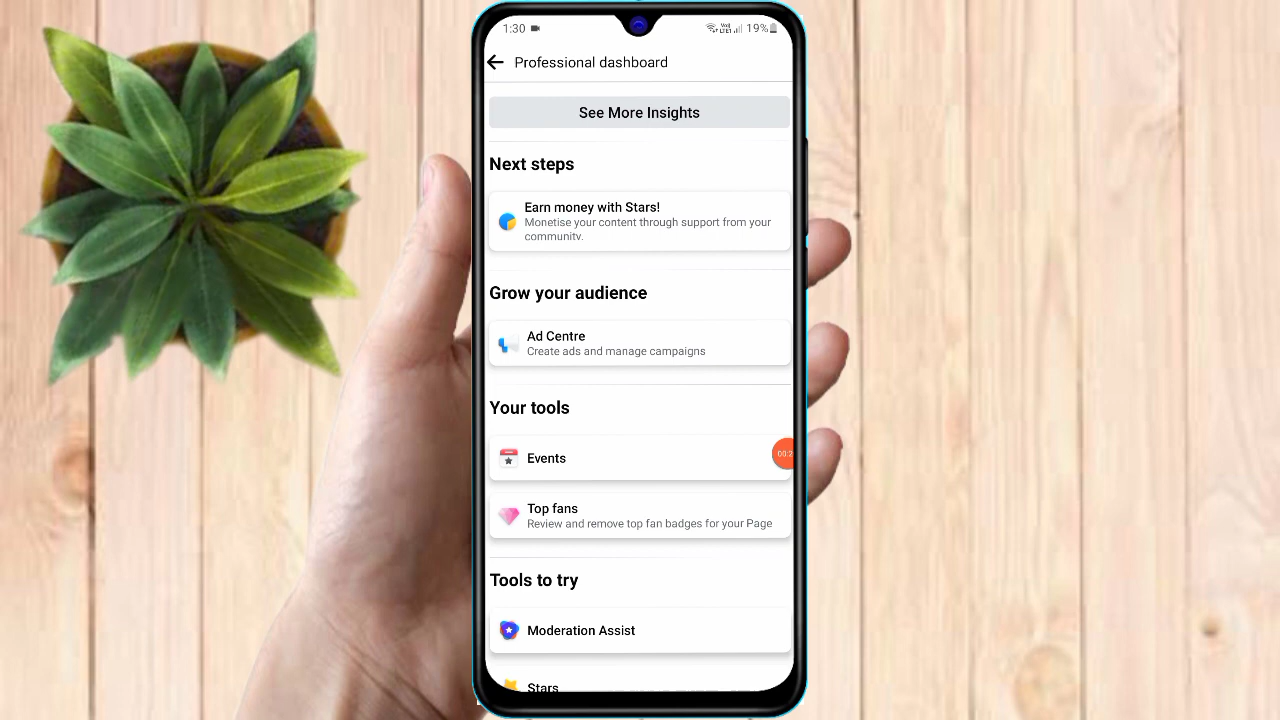 1:30
19%
Professional dashboard
See More Insights
Next steps
Earn money with Stars!
Monetise your content through support from your
community.
Grow your audience
Ad Centre
Create ads and manage campaigns
Your tools
Events
00:2
Top fans
Review and remove top fan badges for your Page
Tools to try
Moderation Assist
Stars